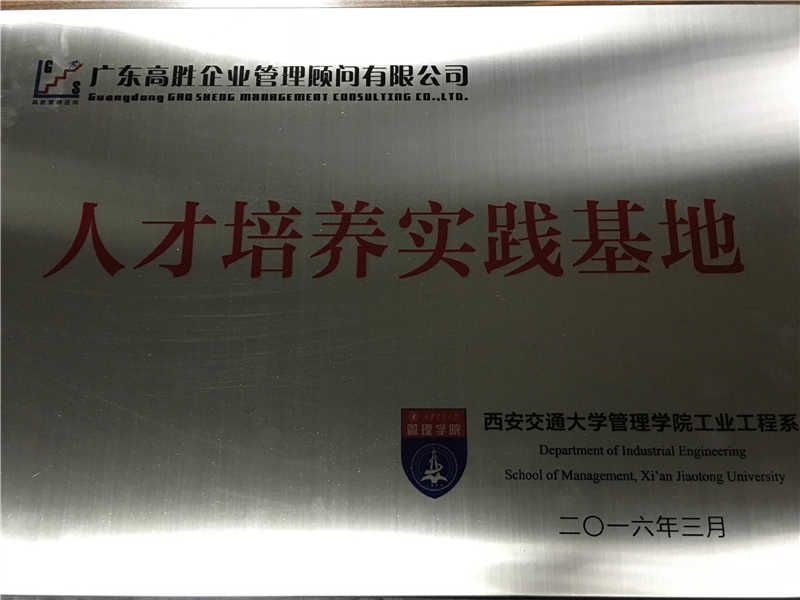 G S
广东高胜企业管理顾问有限公司
Guangdong GAO SHENG MANAGEMENT CONSULTING CO.,LTD.
人才培养实践基地
管理学院
西安交通大学管理学院工业工程系
Department of Industrial Engineering
School of Management, Xi'an Jiaotong University
二〇一六年三月